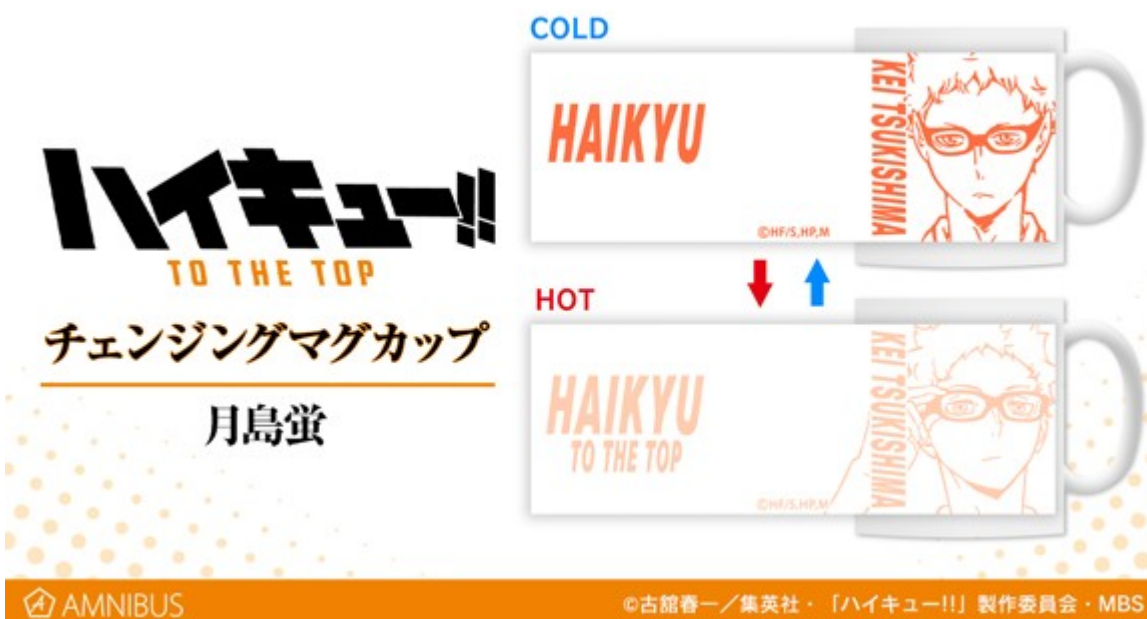 ハイキュー!!
TO THE TOP
チェンジングマグカップ
月島蛍
COLD
HAIKYU
KEI TSUKISHIMA
©HF/S,HP,M
HOT
HAIKYU
TO THE TOP
KEI TSUKISHIMA
©HF/S,HP,M
AMNIBUS
©古舘春一／集英社・「ハイキュー!!」製作委員会・MBS